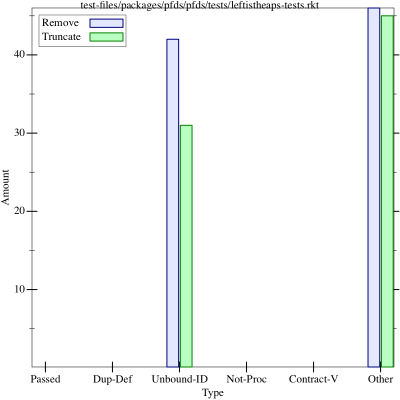 test-files/packages/pfds/pfds/tests/leftistheaps-tests.rkt
Remove
Truncate
40
30
20
10
Amount
Passed Dup-Def Unbound-ID Not-Proc Contract-V Other
Type